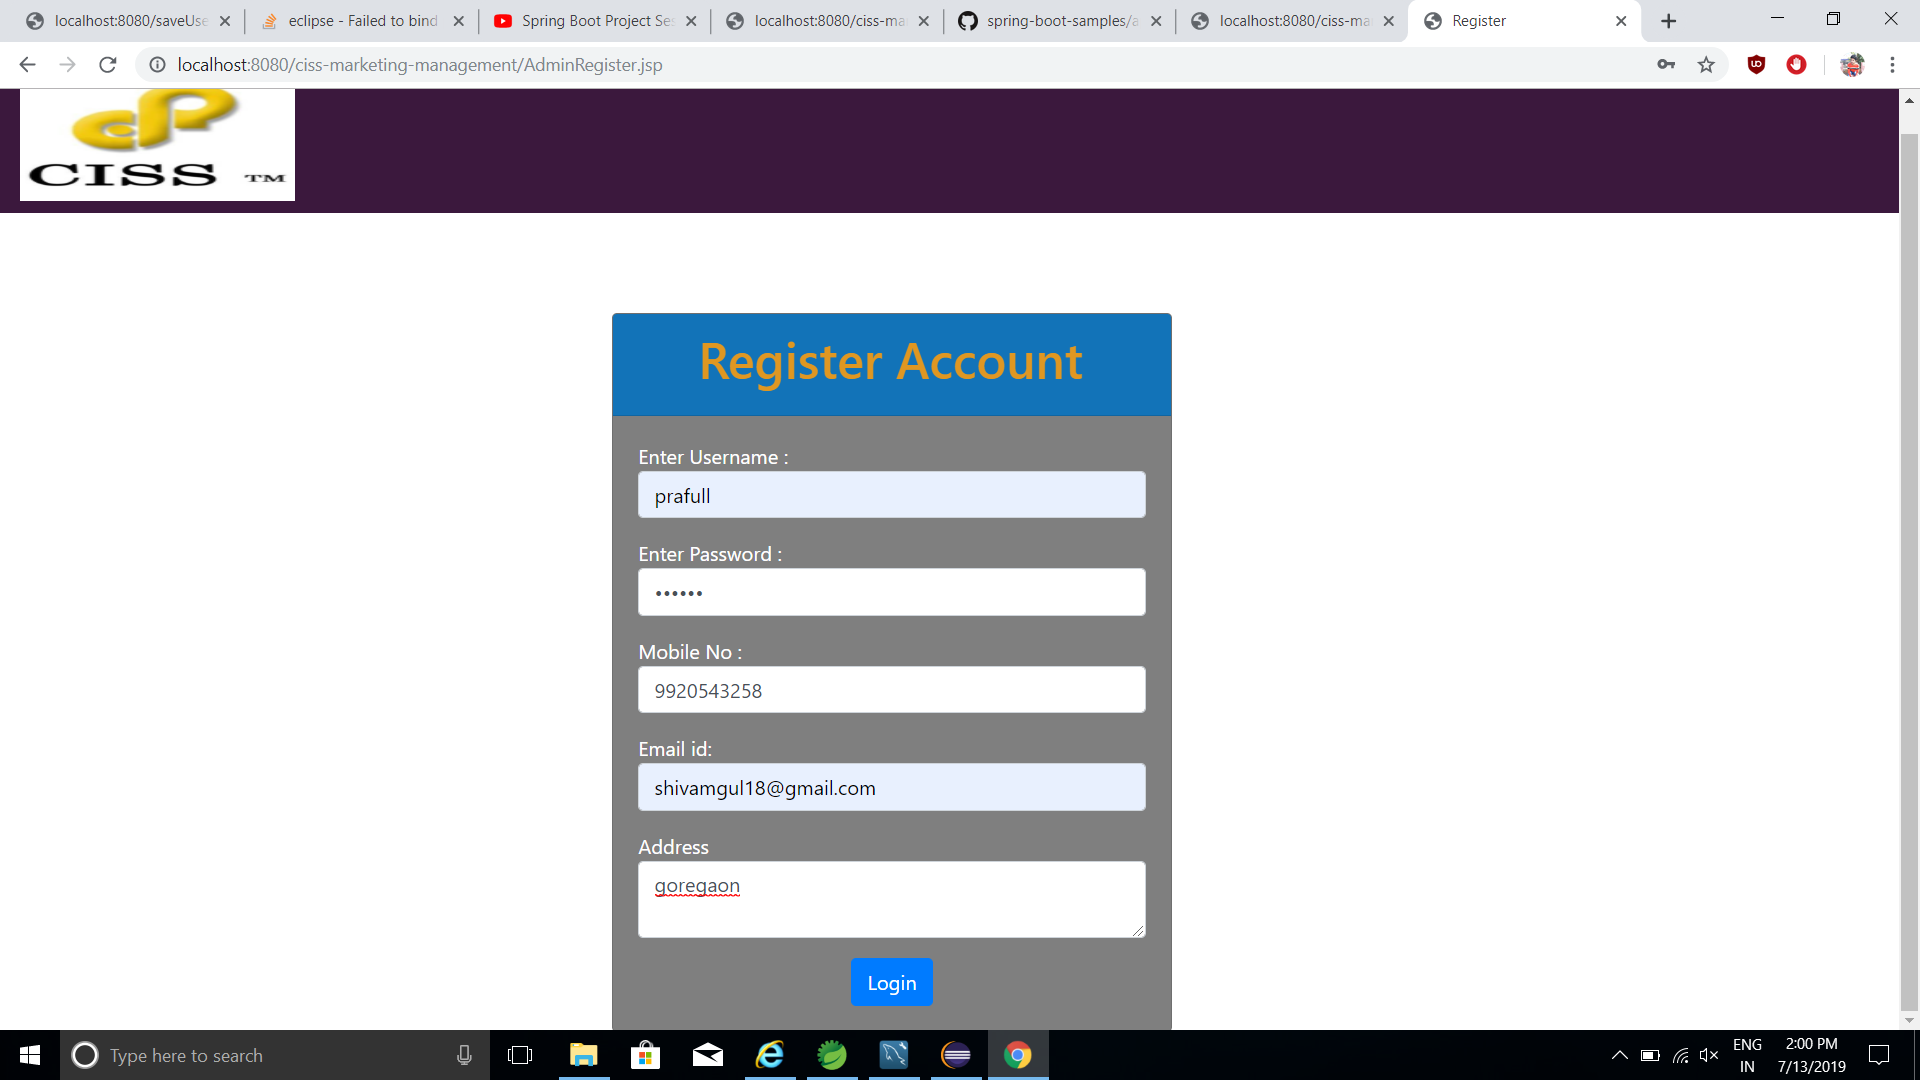 localhost:8080/saveUse
eclipse - Failed to bind
Spring Boot Project Ses
localhost:8080/ciss-ma
spring-boot-samples/a
localhost:8080/ciss-ma
Register
localhost:8080/ciss-marketing-management/AdminRegister.jsp
CISS TM
Register Account
Enter Username :
prafull
Enter Password :
••••••
Mobile No :
9920543258
Email id:
shivamgul18@gmail.com
Address
goregaon
Login
Type here to search
ENG
IN
2:00 PM
7/13/2019